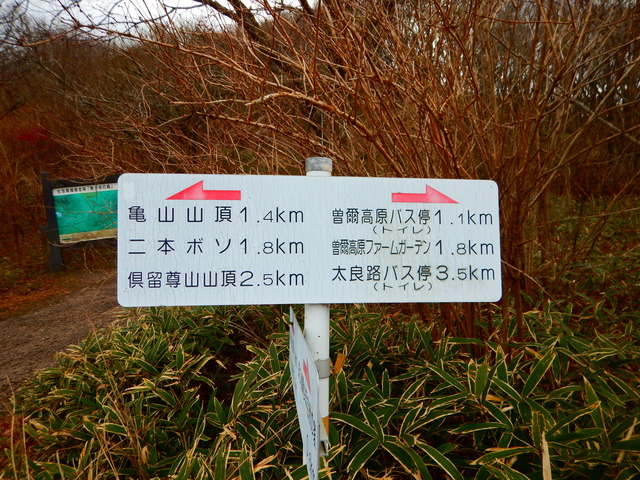 亀山山頂1.4km
二本ボソ1.8km
倶留尊山山頂2.5km
曽爾高原バス停1.1km
(トイレ)
曽爾高原ファームガーデン1.8km
太良路バス停3.5km
(トイレ)